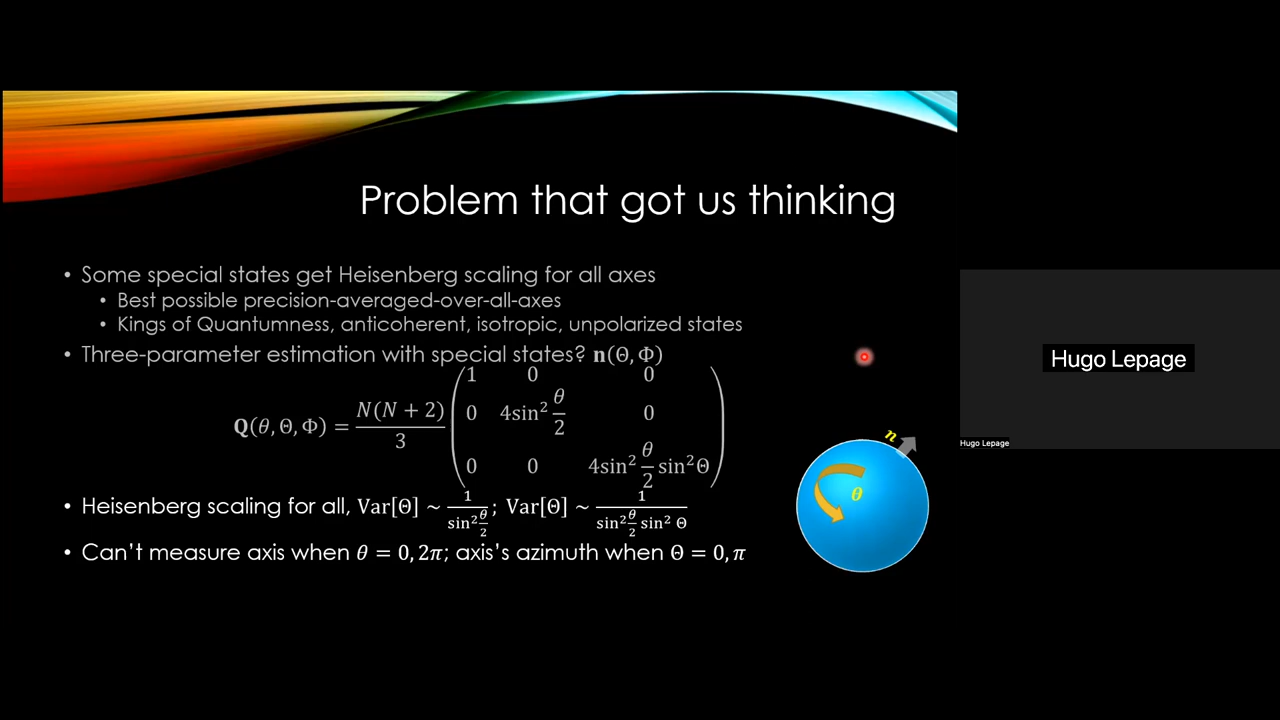 Problem that got us thinking
• Some special states get Heisenberg scaling for all axes
• Best possible precision-averaged-over-all-axes
• Kings of Quantumness, anticoherent, isotropic, unpolarized states
• Three-parameter estimation with special states? n(Θ,Φ)
Q(θ,Θ,Φ) = N(N + 2)/3 (1 0 0
0 4sin² θ/2 0
0 0 4sin² θ/2 sin²Θ)
• Heisenberg scaling for all, Var[Θ] ~ 1/sin² θ/2; Var[Θ] ~ 1/sin² θ/2 sin² Θ
• Can't measure axis when θ = 0, 2π; axis's azimuth when Θ = 0, π
n
θ
Hugo Lepage
Hugo Lepage